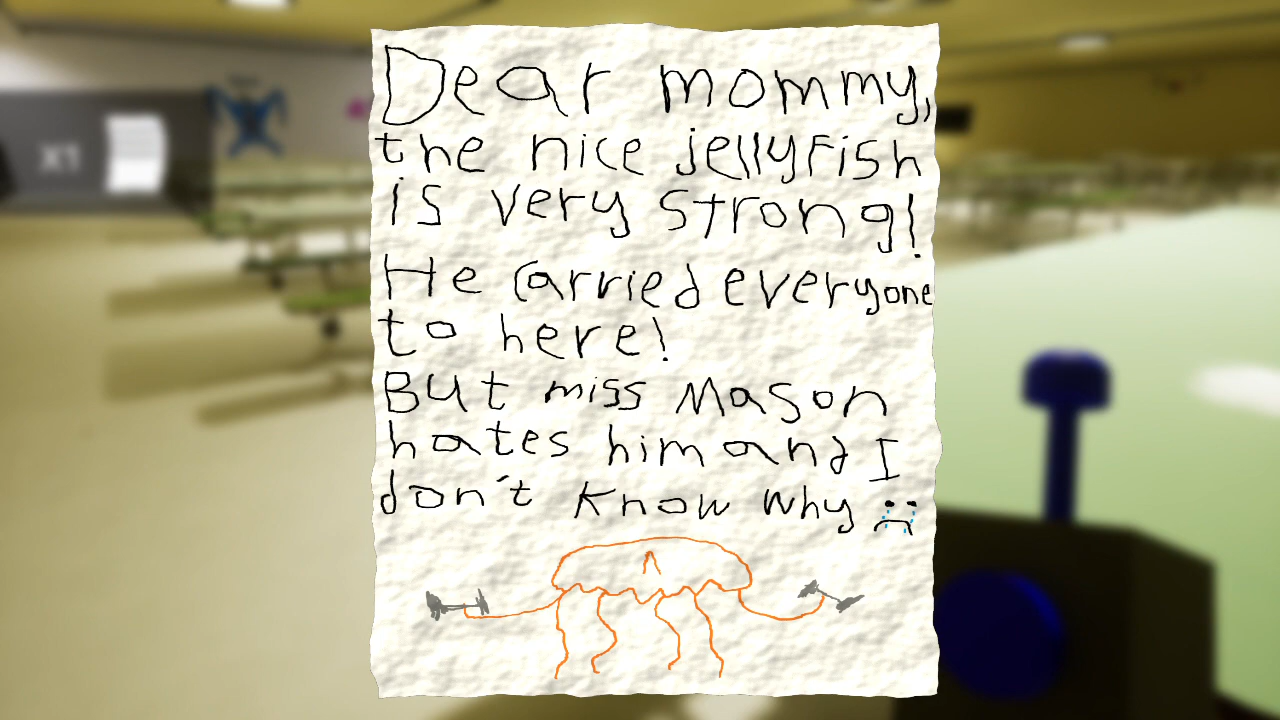 Dear mommy,
the nice jellyfish
is very strong!
He carried everyone
to here!
But miss Mason
hates him and I
don't know why
X1